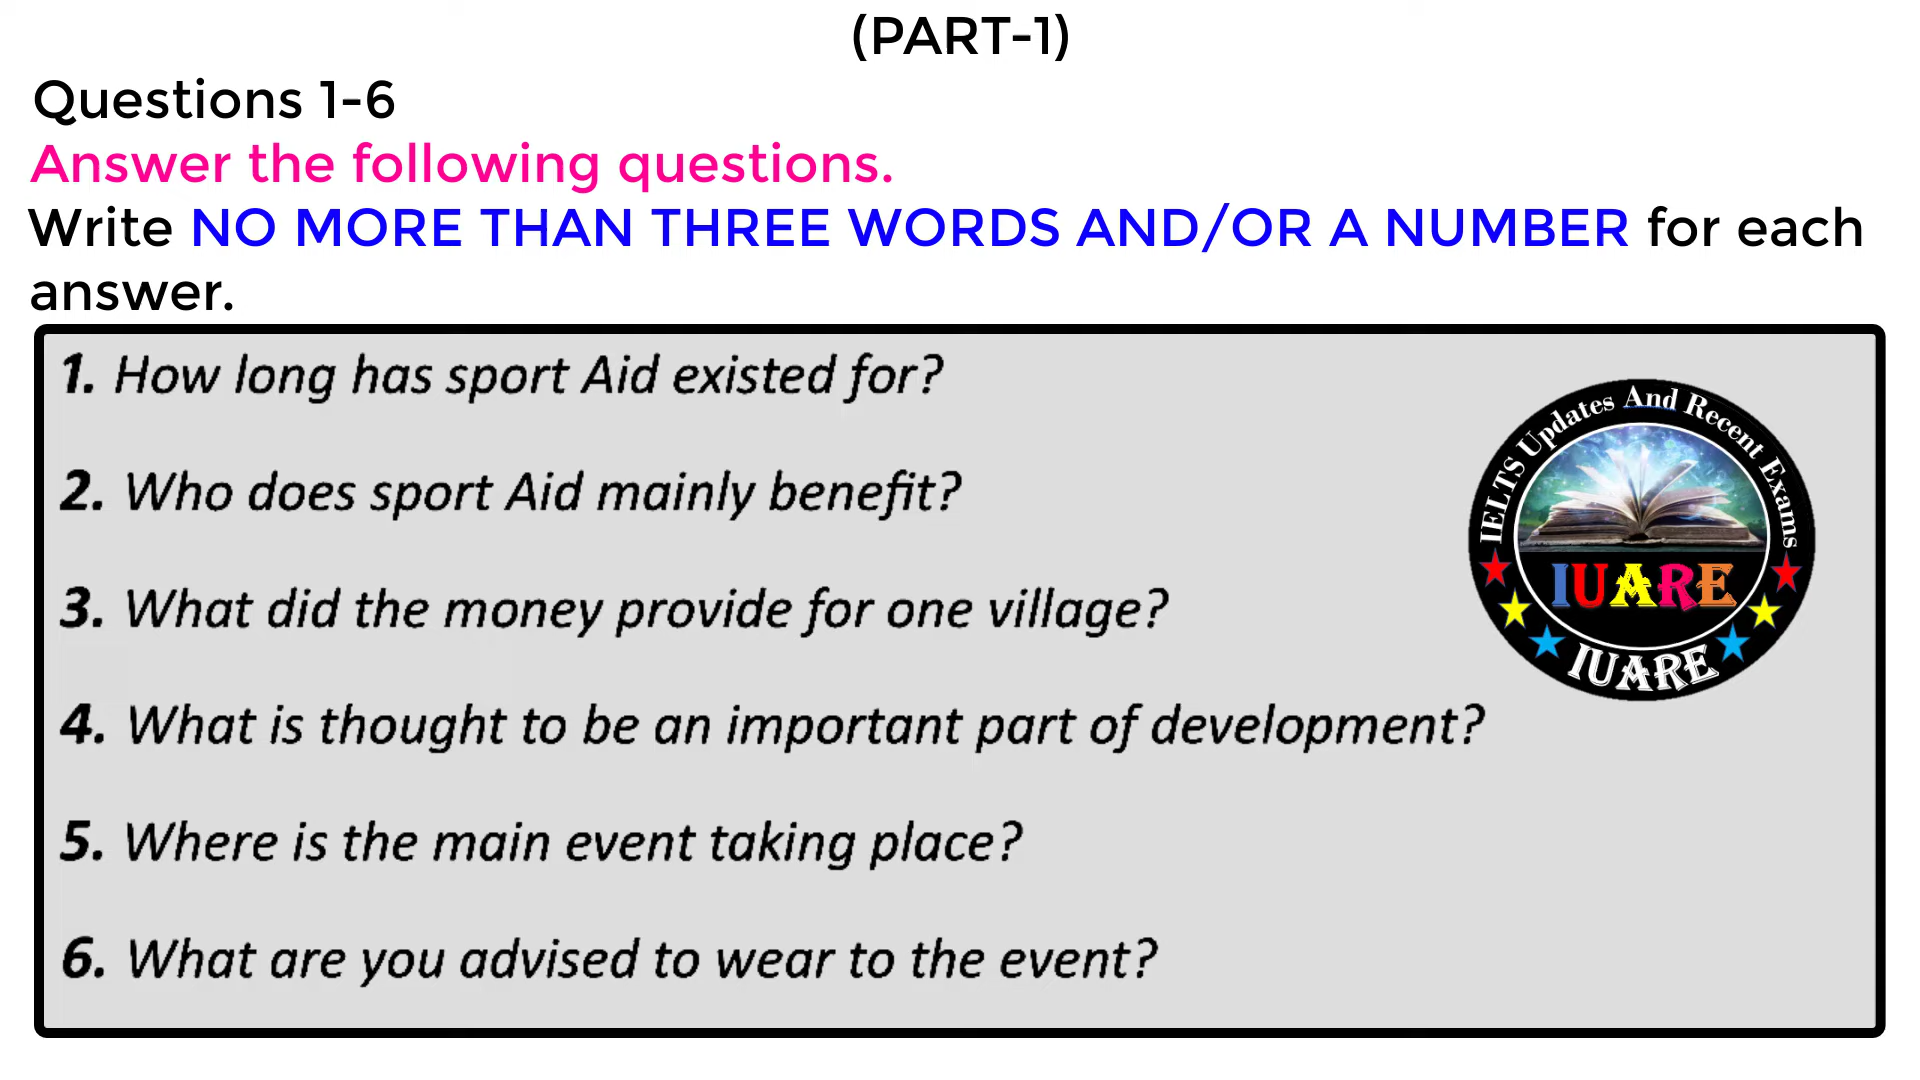 (PART-1)
Questions 1-6
Answer the following questions.
Write NO MORE THAN THREE WORDS AND/OR A NUMBER for each
answer.
1. How long has sport Aid existed for?
2. Who does sport Aid mainly benefit?
3. What did the money provide for one village?
4. What is thought to be an important part of development?
5. Where is the main event taking place?
6. What are you advised to wear to the event?
IELTS Updates And Recent Exams
IUARE
IUARE